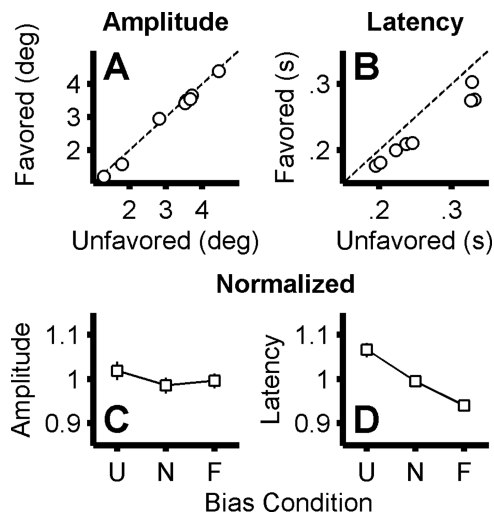 Amplitude
Latency
A
B
Favored (deg)
4
3
2
2 3 4
Unfavored (deg)
Favored (s)
.3
.2
.2 .3
Unfavored (s)
Normalized
Amplitude
1.1
1
0.9
C
U N F
Latency
1.1
1
0.9
D
U N F
Bias Condition